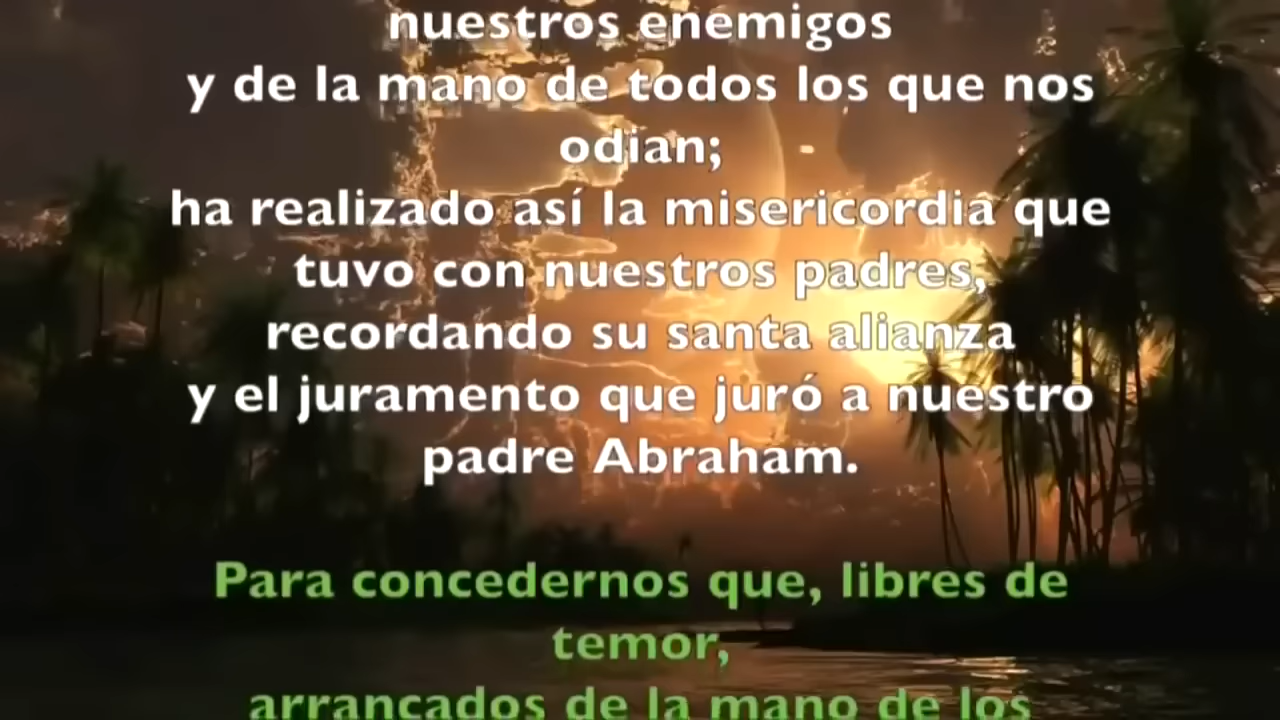 nuestros enemigos
y de la mano de todos los que nos
odian;
ha realizado así la misericordia que
tuvo con nuestros padres,
recordando su santa alianza
y el juramento que juró a nuestro
padre Abraham.
Para concedernos que, libres de
temor,
arrancados de la mano de los